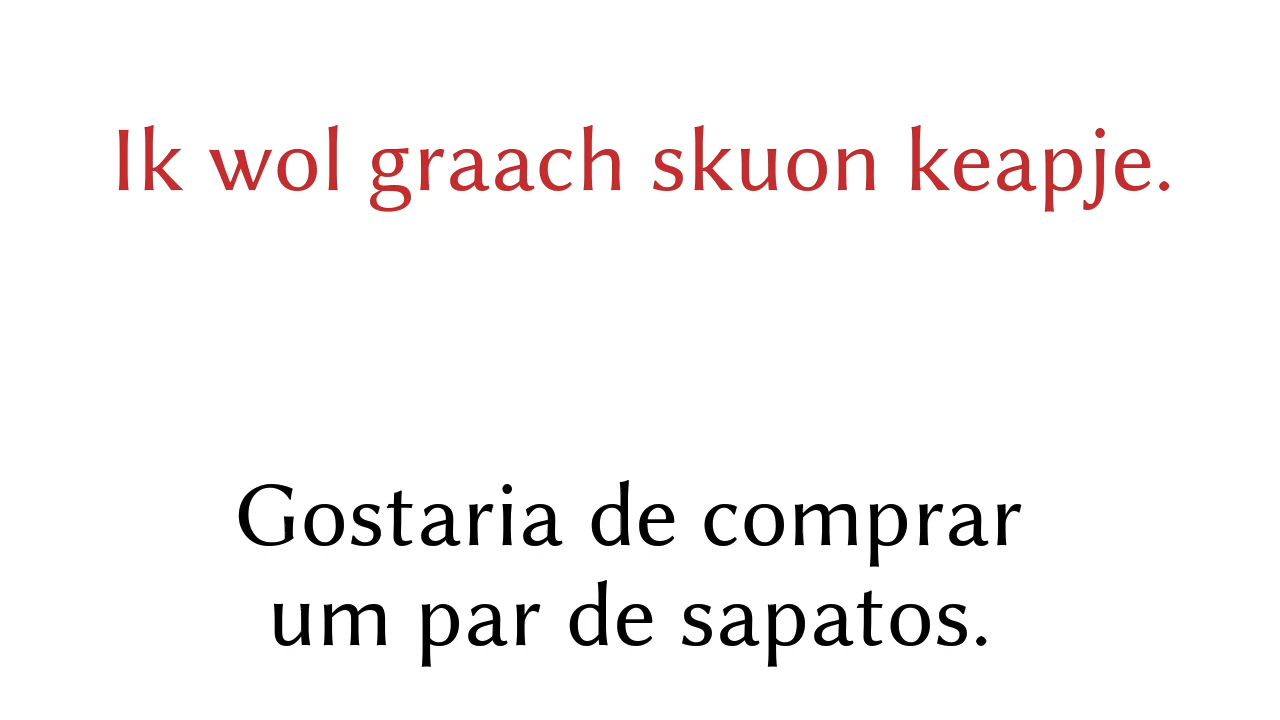 Ik wol graach skuon keapje.
Gostaria de comprar
um par de sapatos.